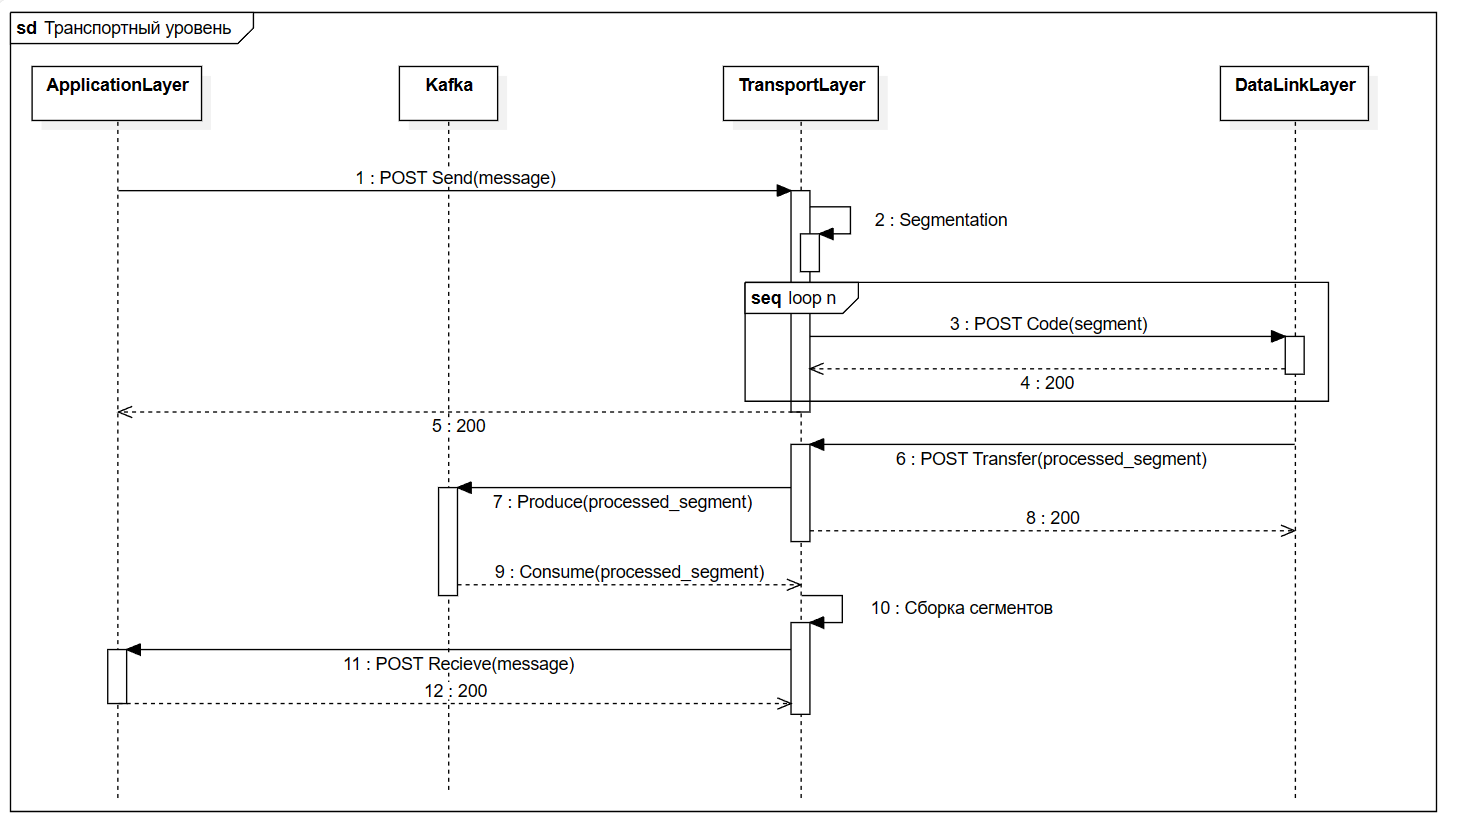 sd Транспортный уровень
ApplicationLayer
Kafka
TransportLayer
DataLinkLayer
1 : POST Send(message)
2 : Segmentation
seq loop n
3 : POST Code(segment)
4 : 200
5 : 200
6 : POST Transfer(processed_segment)
7 : Produce(processed_segment)
8 : 200
9 : Consume(processed_segment)
10 : Сборка сегментов
11 : POST Recieve(message)
12 : 200